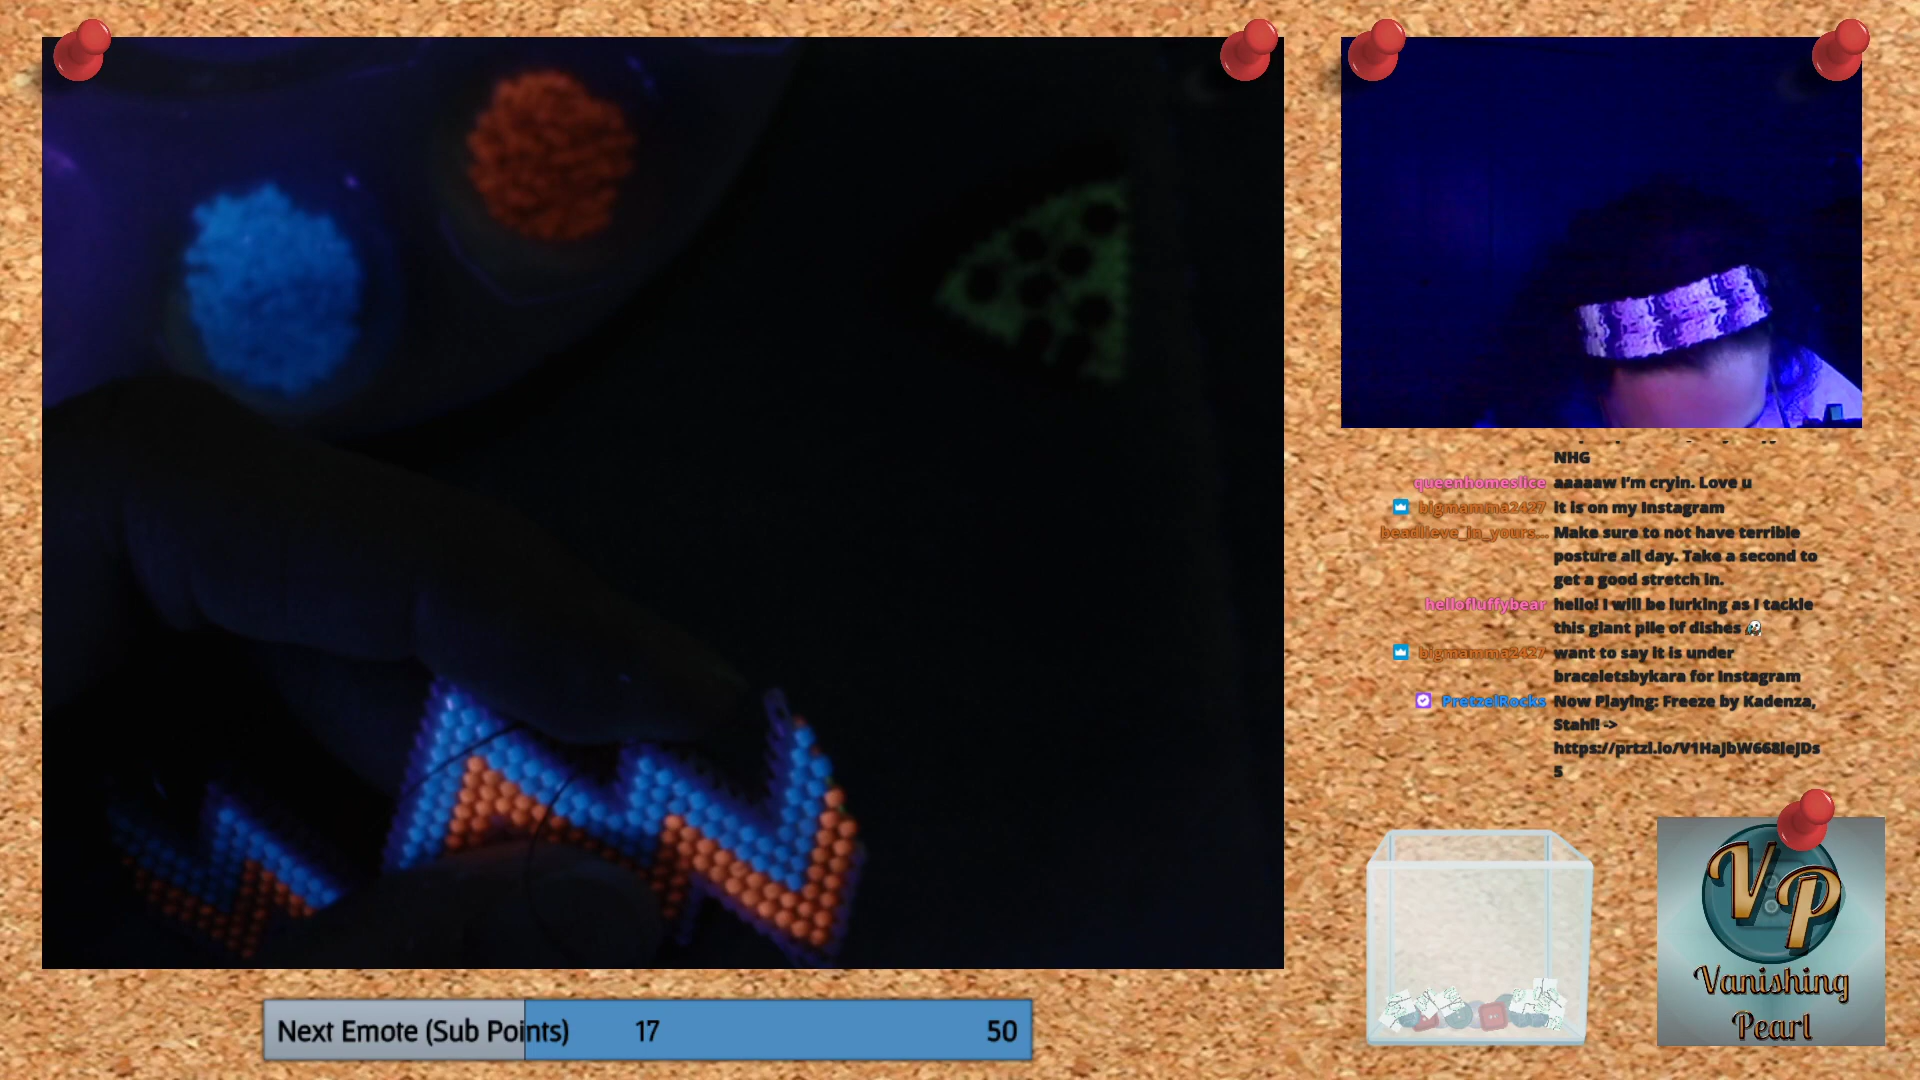 NHG
queenhomeslice aaaaaw I'm cryin. Love u
bigmamma2427 it is on my Instagram
beadlieve_in_yours... Make sure to not have terrible
posture all day. Take a second to
get a good stretch in.
hellofluffybear hello! I will be lurking as I tackle
this giant pile of dishes
bigmamma2427 want to say it is under
braceletsbykara for Instagram
PretzelRocks Now Playing: Freeze by Kadenza,
Stahl! ->
https://prtzl.io/V1HaJbW668leJDs
5
VP
Vanishing
Pearl
Next Emote (Sub Points) 17 50